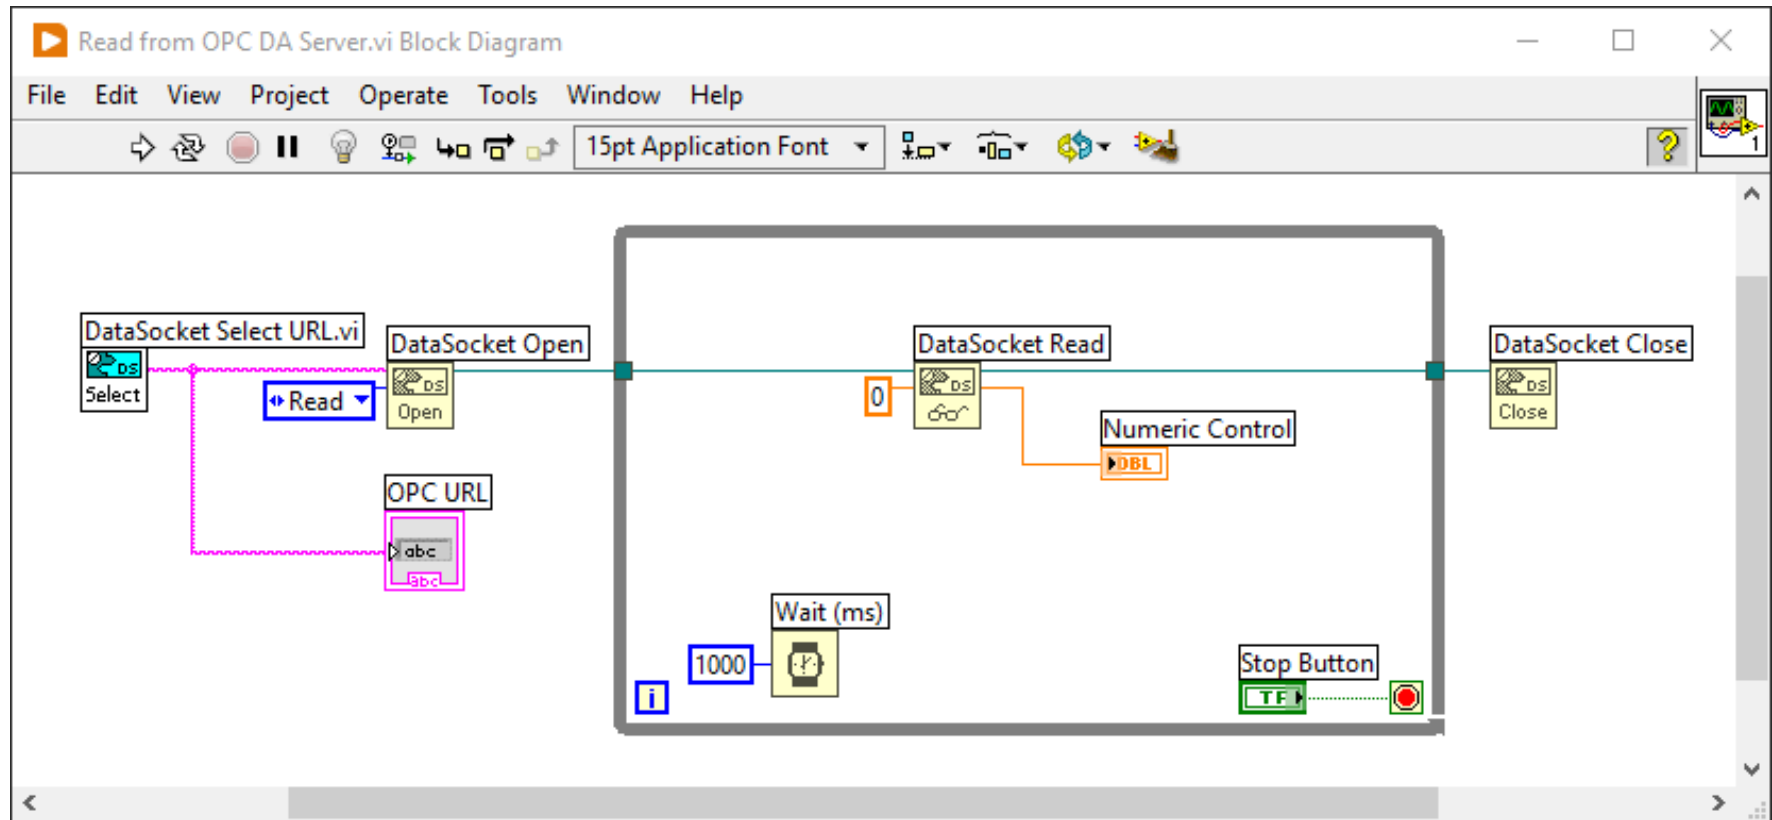 Read from OPC DA Server.vi Block Diagram
File Edit View Project Operate Tools Window Help
15pt Application Font
?
1
DataSocket Select URL.vi
DS
Select
DataSocket Open
Read
DS
Open
DataSocket Read
0
DS
DataSocket Close
DS
Close
Numeric Control
DBL
OPC URL
abc
abc
Wait (ms)
1000
i
Stop Button
TF